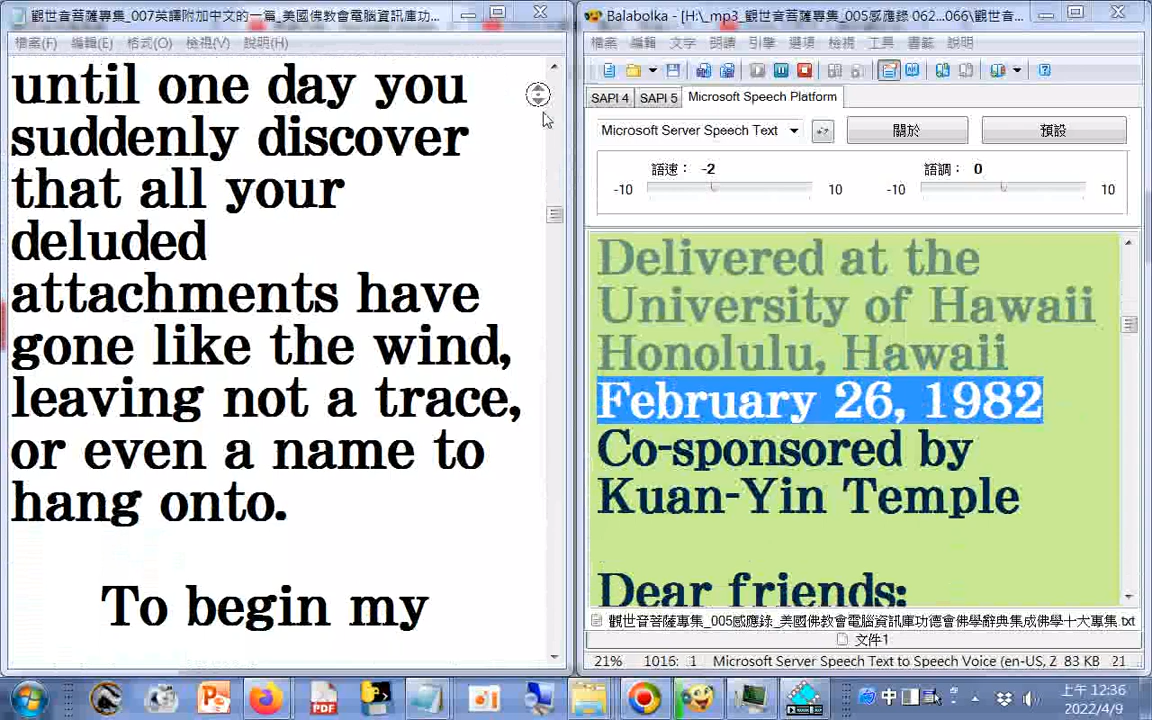 觀世音菩薩專集_007英譯附加中文的一篇_美國佛教會電腦資訊庫功...
檔案(F) 編輯(E) 格式(O) 檢視(V) 說明(H)
until one day you
suddenly discover
that all your
deluded
attachments have
gone like the wind,
leaving not a trace,
or even a name to
hang onto.
To begin my
Balabolka - [H:\_mp3_觀世音菩薩專集_005感應錄 062...066\觀世音...
檔案 編輯 文字 朗讀 引擎 選項 檢視 工具 書籤 說明
SAPI 4 SAPI 5 Microsoft Speech Platform
Microsoft Server Speech Text 關於 預設
語速： -2 語調： 0
-10 10 -10 10
Delivered at the
University of Hawaii
Honolulu, Hawaii
February 26, 1982
Co-sponsored by
Kuan-Yin Temple
Dear friends:
觀世音菩薩專集_005感應錄_美國佛教會電腦資訊庫功德會佛學辭典集成佛學十大專集 txt
文件1
21% 1016: 1 Microsoft Server Speech Text to Speech Voice (en-US, Z 83 KB 21
PDF
中
上午 12:36
2022/4/9